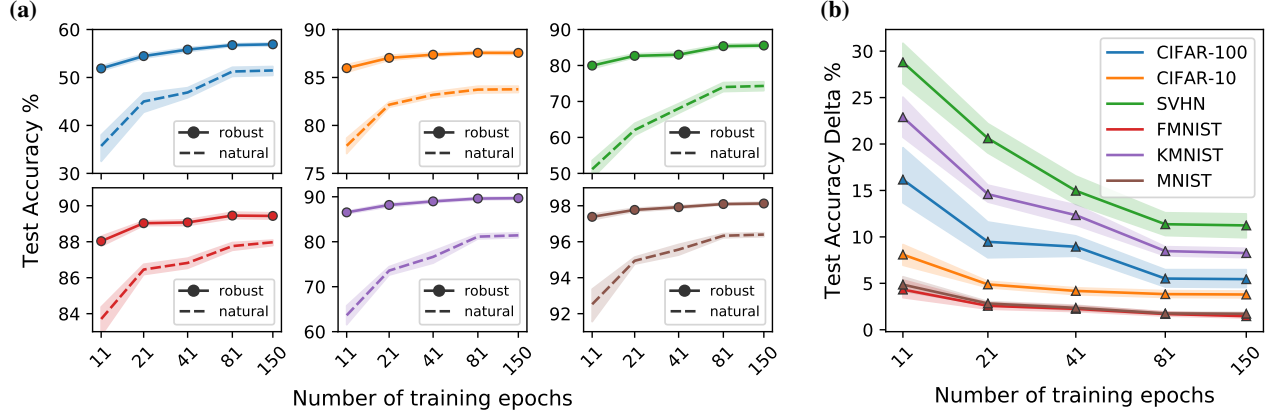 (a)
(b)
Test Accuracy %
60
50
40
30
robust
natural
90
85
80
75
robust
natural
90
80
70
60
50
robust
natural
90
88
86
84
robust
natural
11
21
41
81
150
90
80
70
60
robust
natural
11
21
41
81
150
98
96
94
92
robust
natural
11
21
41
81
150
Number of training epochs
Test Accuracy Delta %
30
25
20
15
10
5
0
CIFAR-100
CIFAR-10
SVHN
FMNIST
KMNIST
MNIST
11
21
41
81
150
Number of training epochs